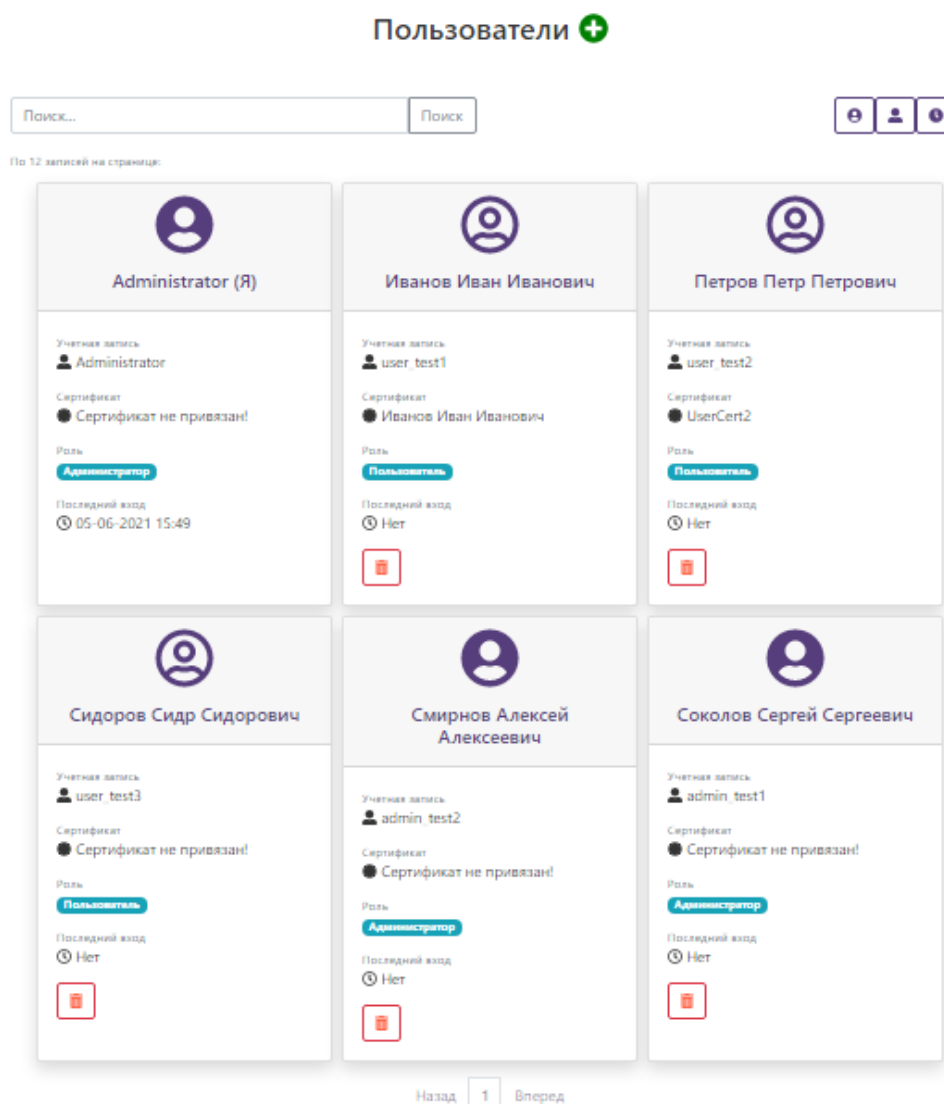 Пользователи
Поиск...
Поиск
По 12 записей на странице:
Administrator (Я)
Учетная запись
Administrator
Сертификат
Сертификат не привязан!
Роль
Администратор
Последний вход
05-06-2021 15:49
Иванов Иван Иванович
Учетная запись
user_test1
Сертификат
Иванов Иван Иванович
Роль
Пользователь
Последний вход
Нет
Петров Петр Петрович
Учетная запись
user_test2
Сертификат
UserCert2
Роль
Пользователь
Последний вход
Нет
Сидоров Сидр Сидорович
Учетная запись
user_test3
Сертификат
Сертификат не привязан!
Роль
Пользователь
Последний вход
Нет
Смирнов Алексей
Алексеевич
Учетная запись
admin_test2
Сертификат
Сертификат не привязан!
Роль
Администратор
Последний вход
Нет
Соколов Сергей Сергеевич
Учетная запись
admin_test1
Сертификат
Сертификат не привязан!
Роль
Администратор
Последний вход
Нет
Назад 1 Вперед